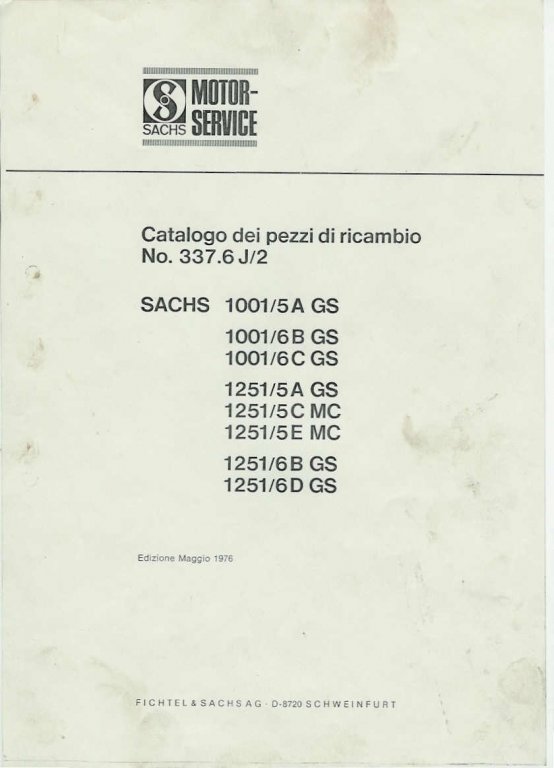 MOTOR-
SACHS SERVICE
Catalogo dei pezzi di ricambio
No. 337.6 J/2
SACHS 1001/5A GS
1001/6B GS
1001/6C GS
1251/5A GS
1251/5C MC
1251/5E MC
1251/6B GS
1251/6D GS
Edizione Maggio 1976
FICHTEL & SACHS AG · D-8720 SCHWEINFURT